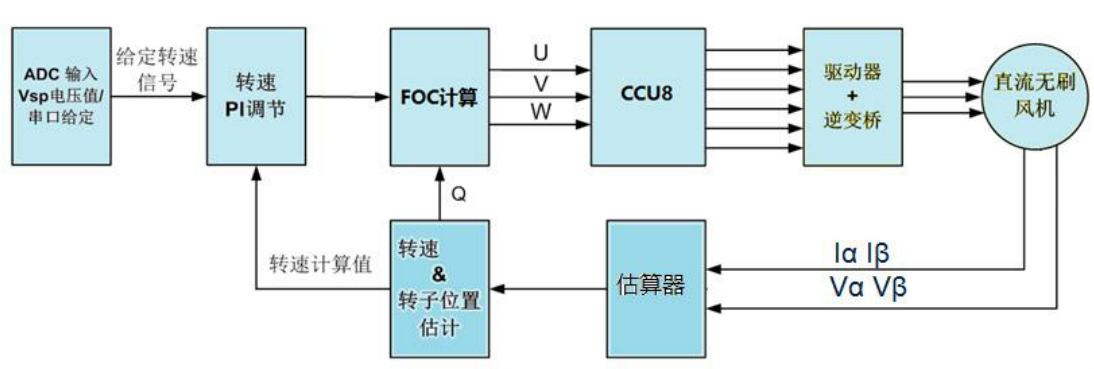 ADC 输入
Vsp电压值/
串口给定
给定转速
信号
转速
PI调节
FOC计算
U
V
W
CCU8
驱动器
+
逆变桥
直流无刷
风机
Q
转速计算值
转速
&
转子位置
估计
估算器
Iα Iβ
Vα Vβ